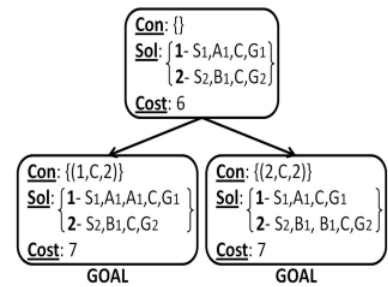 Con: {}
Sol: { 1- S1,A1,C,G1
2- S2,B1,C,G2 }
Cost: 6
Con: {(1,C,2)}
Sol: { 1- S1,A1,A1,C,G1
2- S2,B1,C,G2 }
Cost: 7
GOAL
Con: {(2,C,2)}
Sol: { 1- S1,A1,C,G1
2- S2,B1, B1,C,G2 }
Cost: 7
GOAL